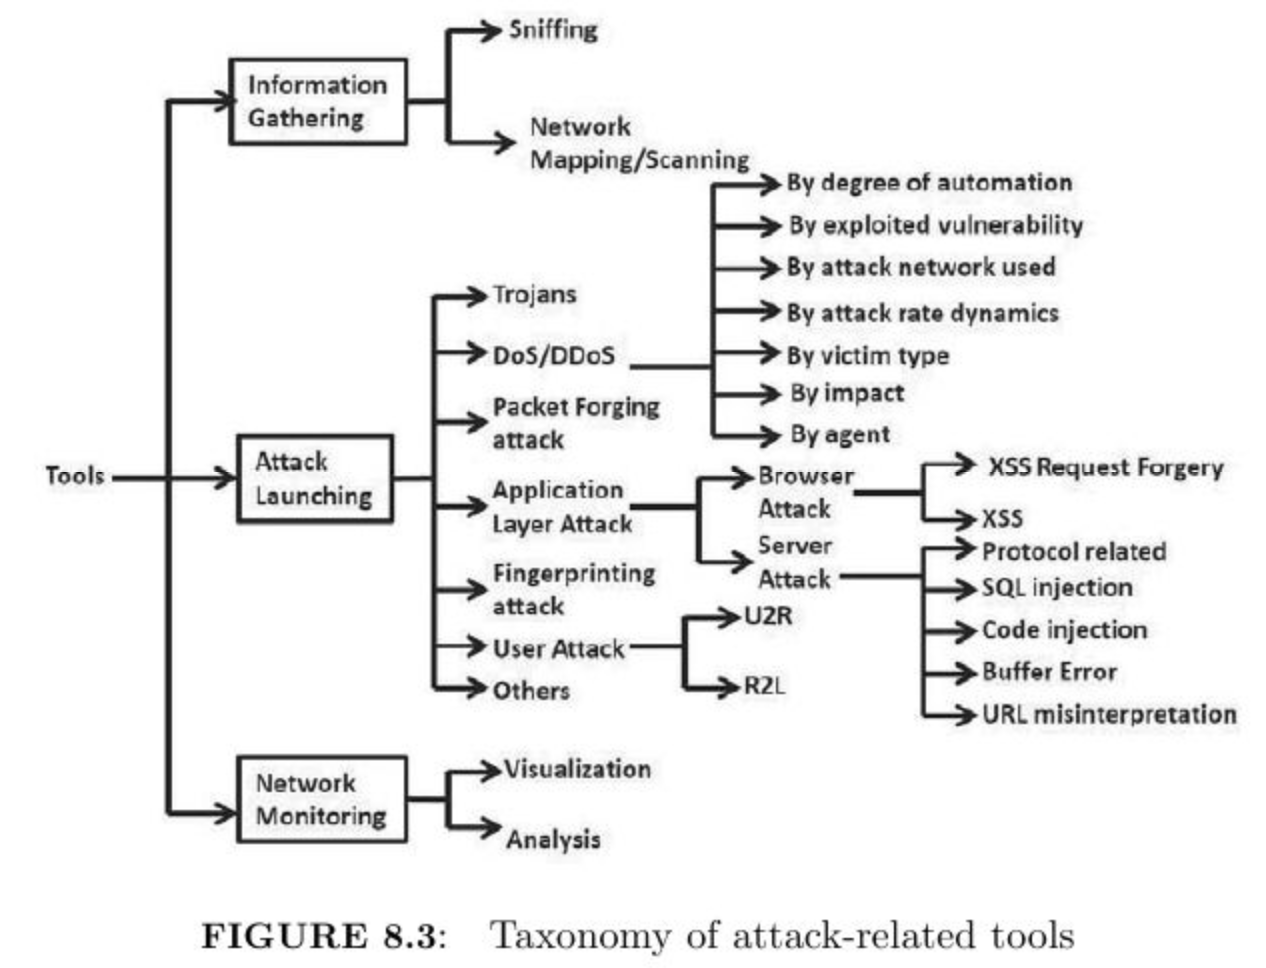 Sniffing
Information
Gathering
Network
Mapping/Scanning
By degree of automation
By exploited vulnerability
By attack network used
By attack rate dynamics
By victim type
By impact
By agent
Trojans
DoS/DDoS
Packet Forging
attack
Tools
Attack
Launching
Application
Layer Attack
Browser
Attack
XSS Request Forgery
XSS
Server
Attack
Protocol related
SQL injection
Code injection
Buffer Error
URL misinterpretation
Fingerprinting
attack
User Attack
U2R
R2L
Others
Network
Monitoring
Visualization
Analysis
FIGURE 8.3: Taxonomy of attack-related tools